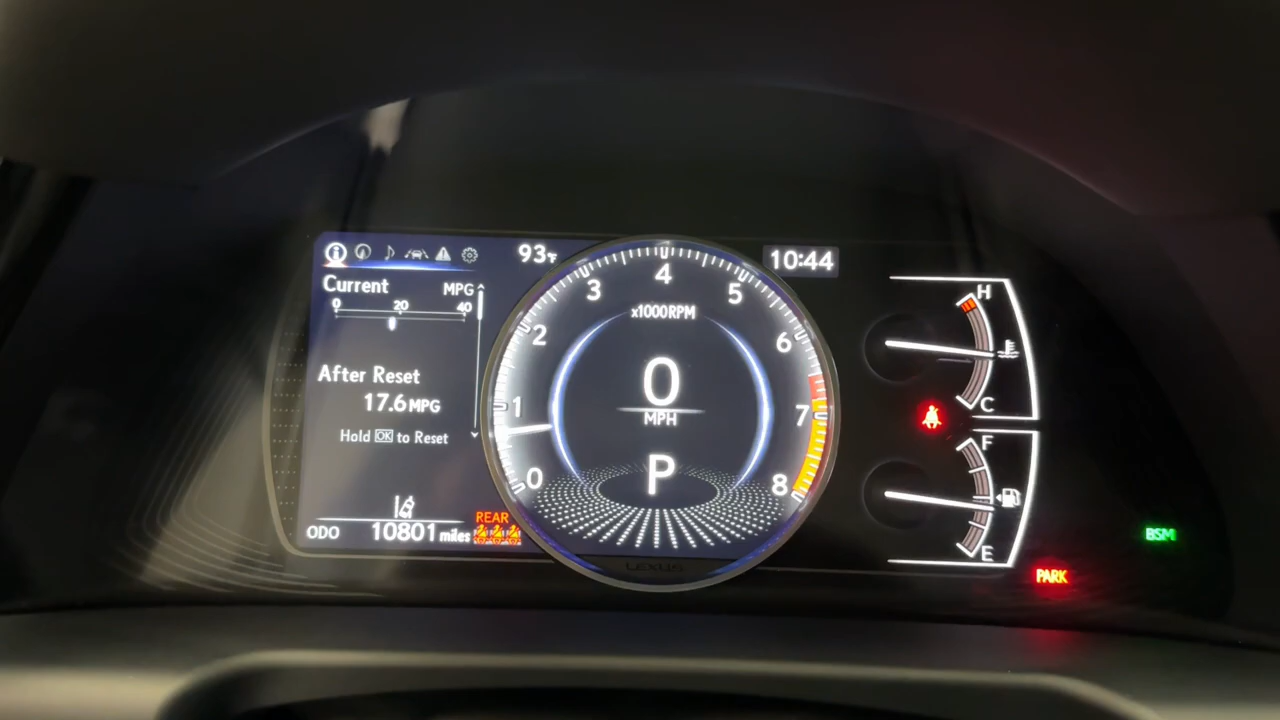 93°F
10:44
Current MPG
0 20 40
After Reset
17.6 MPG
Hold OK to Reset
ODO 10801 miles
REAR
0 1 2 3 4 5 6 7 8
x1000RPM
0
MPH
P
LEXUS
H
C
F
E
BSM
PARK